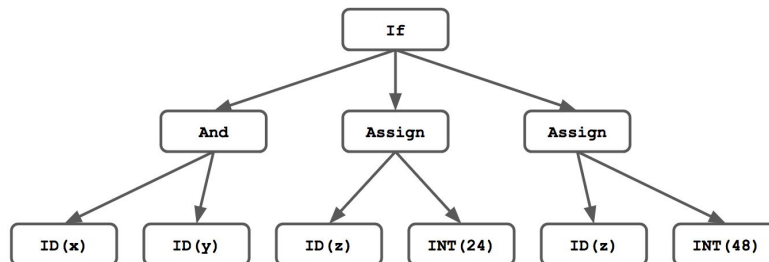 If
And
Assign
Assign
ID(x)
ID(y)
ID(z)
INT(24)
ID(z)
INT(48)